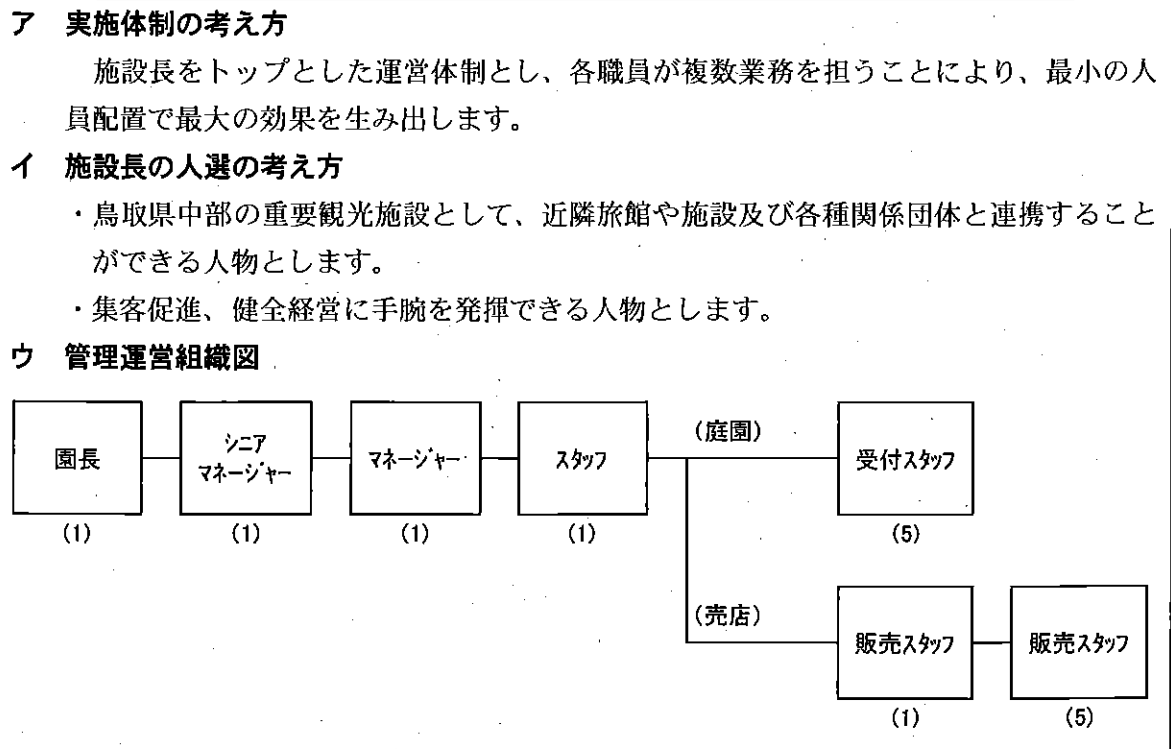 ア 実施体制の考え方
施設長をトップとした運営体制とし、各職員が複数業務を担うことにより、最小の人
員配置で最大の効果を生み出します。
イ 施設長の人選の考え方
・鳥取県中部の重要観光施設として、近隣旅館や施設及び各種関係団体と連携すること
ができる人物とします。
・集客促進、健全経営に手腕を発揮できる人物とします。
ウ 管理運営組織図
園長
(1)
シニア
マネージャー
(1)
マネージャー
(1)
スタッフ
(1)
(庭園)
受付スタッフ
(5)
(売店)
販売スタッフ
(1)
販売スタッフ
(5)